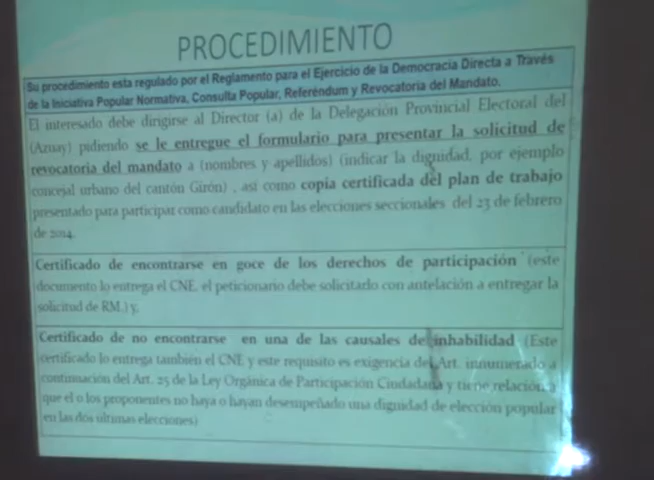 PROCEDIMIENTO
Su procedimiento esta regulado por el Reglamento para el Ejercicio de la Democracia Directa a Través
de la Iniciativa Popular Normativa, Consulta Popular, Referéndum y Revocatoria del Mandato.
El interesado debe dirigirse al Director (a) de la Delegación Provincial Electoral del
(Azuay) pidiendo se le entregue el formulario para presentar la solicitud de
revocatoria del mandato a (nombres y apellidos) (indicar la dignidad, por ejemplo
concejal urbano del cantón Girón) , así como copia certificada del plan de trabajo
presentado para participar como candidato en las elecciones seccionales del 23 de febrero
de 2014.
Certificado de encontrarse en goce de los derechos de participación (este
documento lo entrega el CNE, el peticionario debe solicitarlo con antelación a entregar la
solicitud de RM.) y,
Certificado de no encontrarse en una de las causales de inhabilidad (Este
certificado lo entrega también el CNE y este requisito es exigencia del Art. innumerado a
continuación del Art. 25 de la Ley Orgánica de Participación Ciudadana y tiene relación a
que el o los proponentes no haya o hayan desempeñado una dignidad de elección popular
en las dos últimas elecciones)